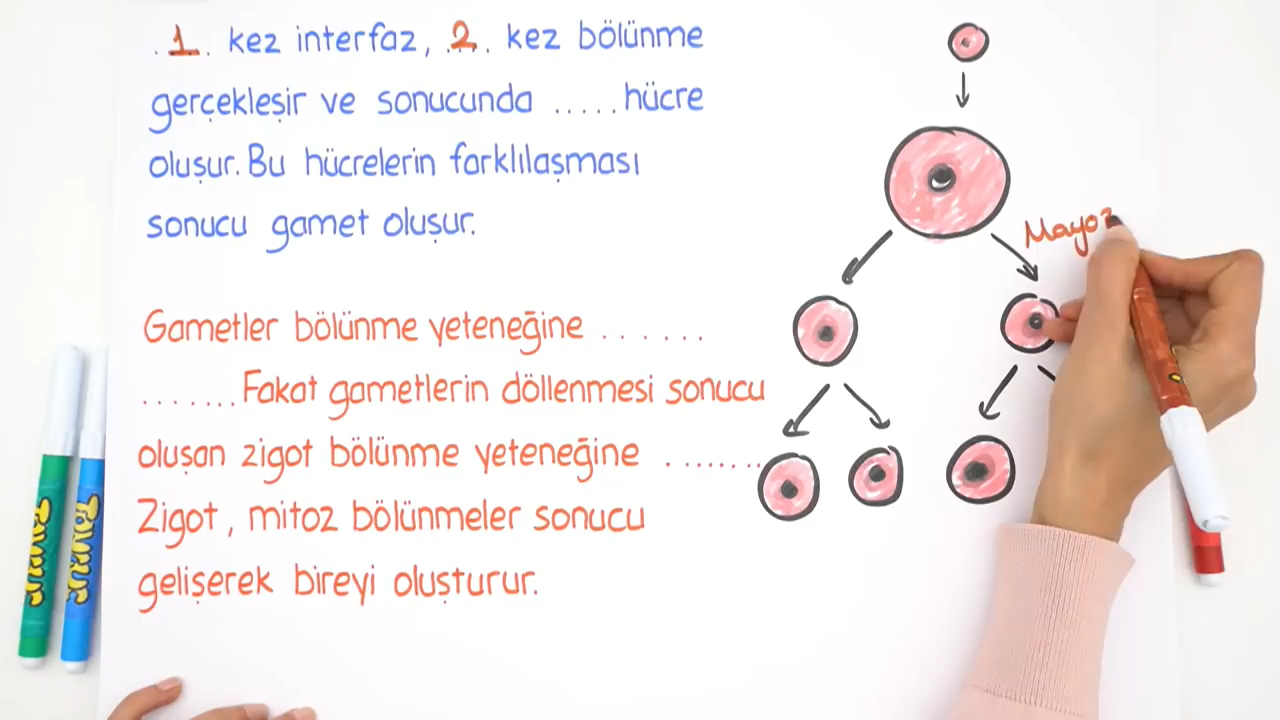 .1. kez interfaz, .2. kez bölünme
gerçekleşir ve sonucunda ..... hücre
oluşur. Bu hücrelerin farklılaşması
sonucu gamet oluşur.
Mayoz
Gametler bölünme yeteneğine ......
....... Fakat gametlerin döllenmesi sonucu
oluşan zigot bölünme yeteneğine .......
Zigot, mitoz bölünmeler sonucu
gelişerek bireyi oluşturur.